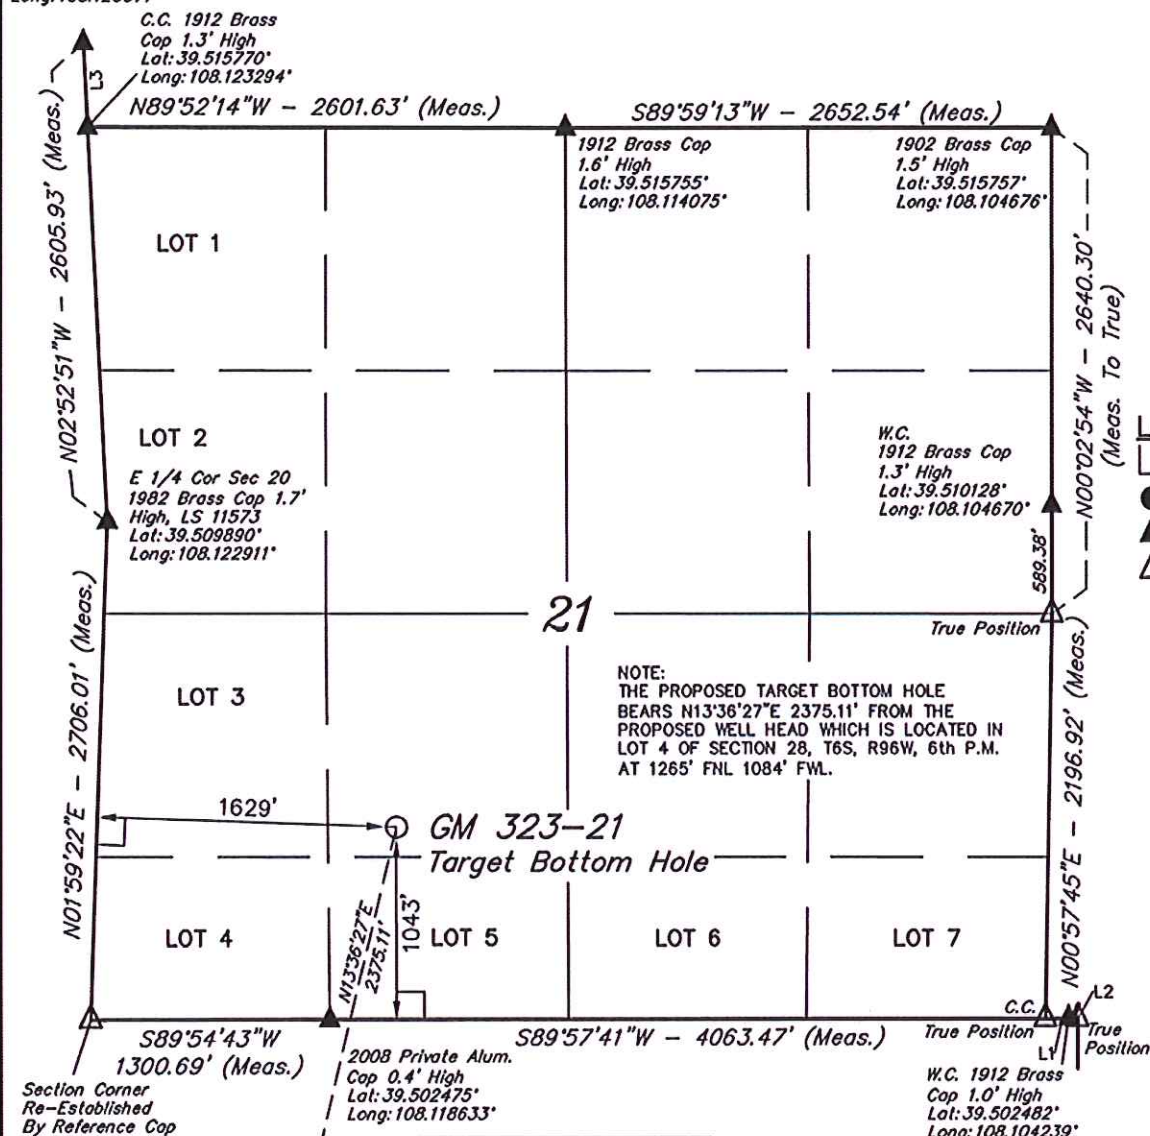 C.C. 1912 Brass
Cap 1.3' High
Lat: 39.515770°
Long: 108.123294°
L3
N89°52'14"W - 2601.63' (Meas.)
S89°59'13"W - 2652.54' (Meas.)
1912 Brass Cap
1.6' High
Lat: 39.515755°
Long: 108.114075°
1902 Brass Cap
1.5' High
Lat: 39.515757°
Long: 108.104676°
N02°52'51"W - 2605.93' (Meas.)
LOT 1
N00°02'54"W - 2640.30'
(Meas. To True)
LOT 2
E 1/4 Cor Sec 20
1982 Brass Cap 1.7'
High, LS 11573
Lat: 39.509890°
Long: 108.122911°
W.C.
1912 Brass Cap
1.3' High
Lat: 39.510128°
Long: 108.104670°
589.38'
21
True Position
N01°59'22"E - 2706.01' (Meas.)
LOT 3
NOTE:
THE PROPOSED TARGET BOTTOM HOLE
BEARS N13°36'27"E 2375.11' FROM THE
PROPOSED WELL HEAD WHICH IS LOCATED IN
LOT 4 OF SECTION 28, T6S, R96W, 6th P.M.
AT 1265' FNL 1084' FWL.
N00°57'45"E - 2196.92' (Meas.)
1629'
GM 323-21
Target Bottom Hole
N13°36'27"E
2375.11'
1043'
LOT 4
LOT 5
LOT 6
LOT 7
L2
C.C.
True Position
L1
True
Position
S89°54'43"W
1300.69' (Meas.)
S89°57'41"W - 4063.47' (Meas.)
2008 Private Alum.
Cap 0.4' High
Lat: 39.502475°
Long: 108.118633°
Section Corner
Re-Established
By Reference Cap
W.C. 1912 Brass
Cap 1.0' High
Lat: 39.502482°
Long: 108.104239°